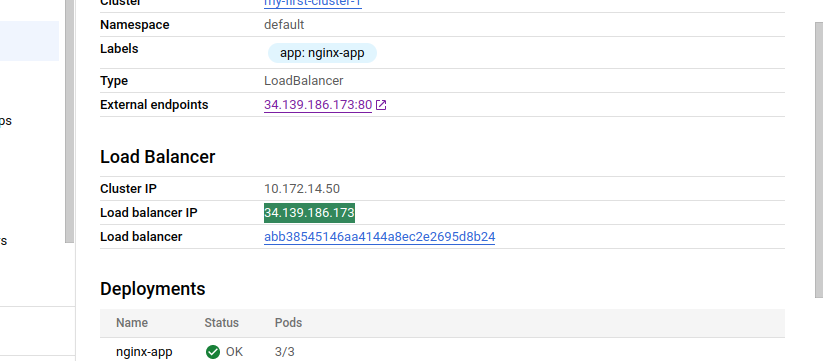 Cluster my-first-cluster-1
Namespace default
Labels app: nginx-app
Type LoadBalancer
ps
External endpoints 34.139.186.173:80
Load Balancer
Cluster IP 10.172.14.50
Load balancer IP 34.139.186.173
rs
Load balancer abb38545146aa4144a8ec2e2695d8b24
Deployments
Name Status Pods
nginx-app OK 3/3